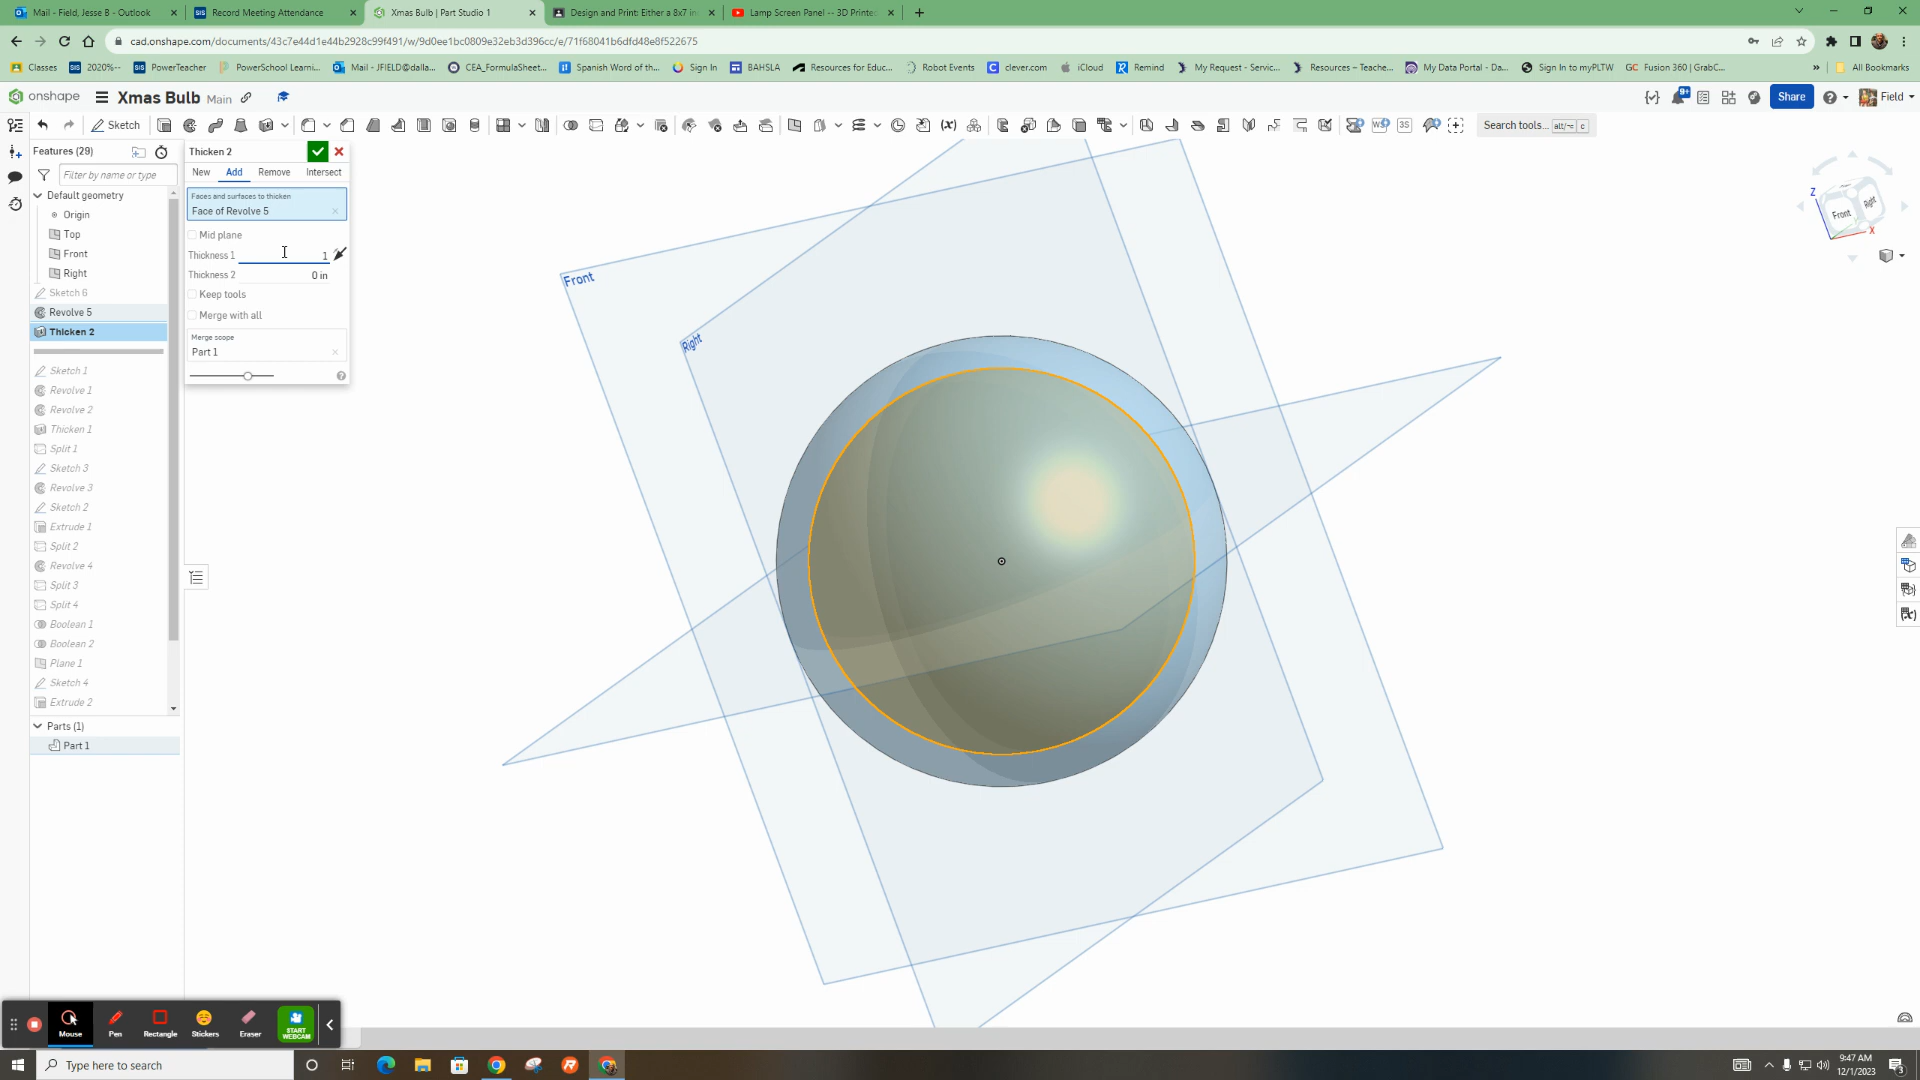 Mail - Field, Jesse B - Outlook
Record Meeting Attendance
Xmas Bulb | Part Studio 1
Design and Print: Either a 8x7 in
Lamp Screen Panel -- 3D Printe
cad.onshape.com/documents/43c7e44d1e44b2928c99f491/w/9d0ee1bc0809e32eb3d396cc/e/71f68041b6dfd48e8f522675
Classes
2020%--
PowerTeacher
PowerSchool Learni...
Mail - JFIELD@dalla...
CEA_FormulaSheet...
Spanish Word of th...
Sign In
BAHSLA
Resources for Educ...
Robot Events
clever.com
iCloud
Remind
My Request - Servic...
Resources – Teache...
My Data Portal - Da...
Sign In to myPLTW
Fusion 360 | GrabC...
»
All Bookmarks
onshape
Xmas Bulb Main
9+
Share
Field
Sketch
Search tools... alt/⌥ c
Features (29)
Filter by name or type
Default geometry
Origin
Top
Front
Right
Sketch 6
Revolve 5
Thicken 2
Sketch 1
Revolve 1
Revolve 2
Thicken 1
Split 1
Sketch 3
Revolve 3
Sketch 2
Extrude 1
Split 2
Revolve 4
Split 3
Split 4
Boolean 1
Boolean 2
Plane 1
Sketch 4
Extrude 2
Parts (1)
Part 1
Thicken 2
New
Add
Remove
Intersect
Faces and surfaces to thicken
Face of Revolve 5
Mid plane
Thickness 1 1
Thickness 2 0 in
Keep tools
Merge with all
Merge scope
Part 1
Front
Right
Z
Front
Right
X
Mouse
Pen
Rectangle
Stickers
Eraser
START
WEBCAM
Type here to search
9:47 AM
12/1/2023
3